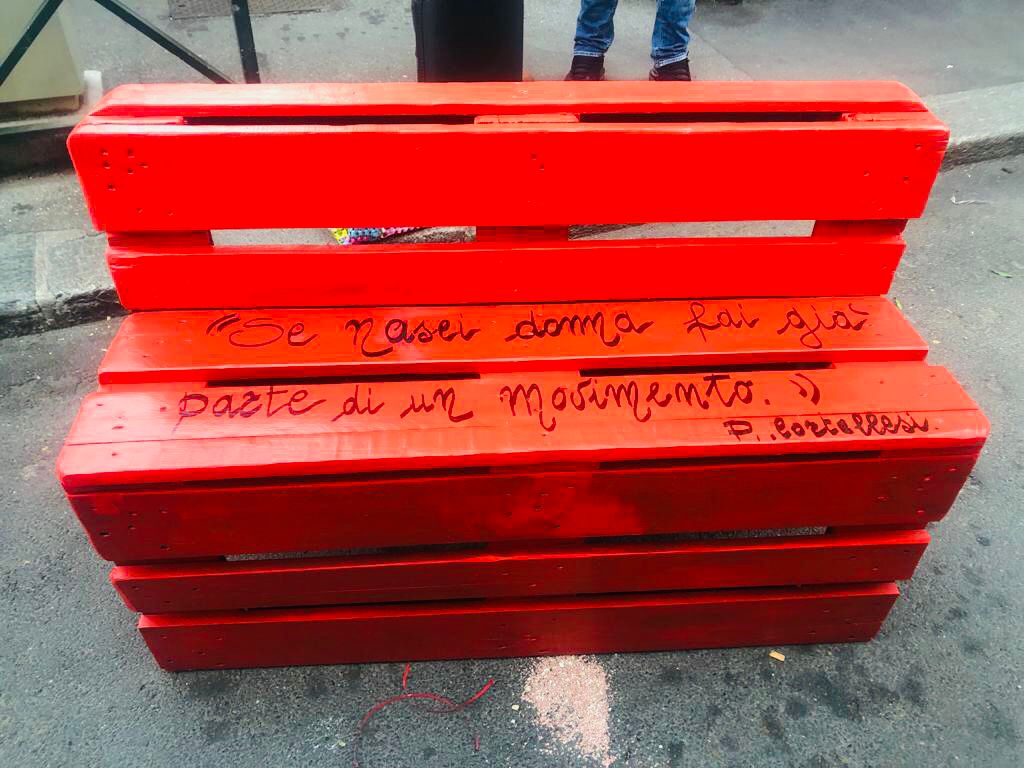 "Se nasci donna fai già
parte di un Movimento. "
P. Cortellesi